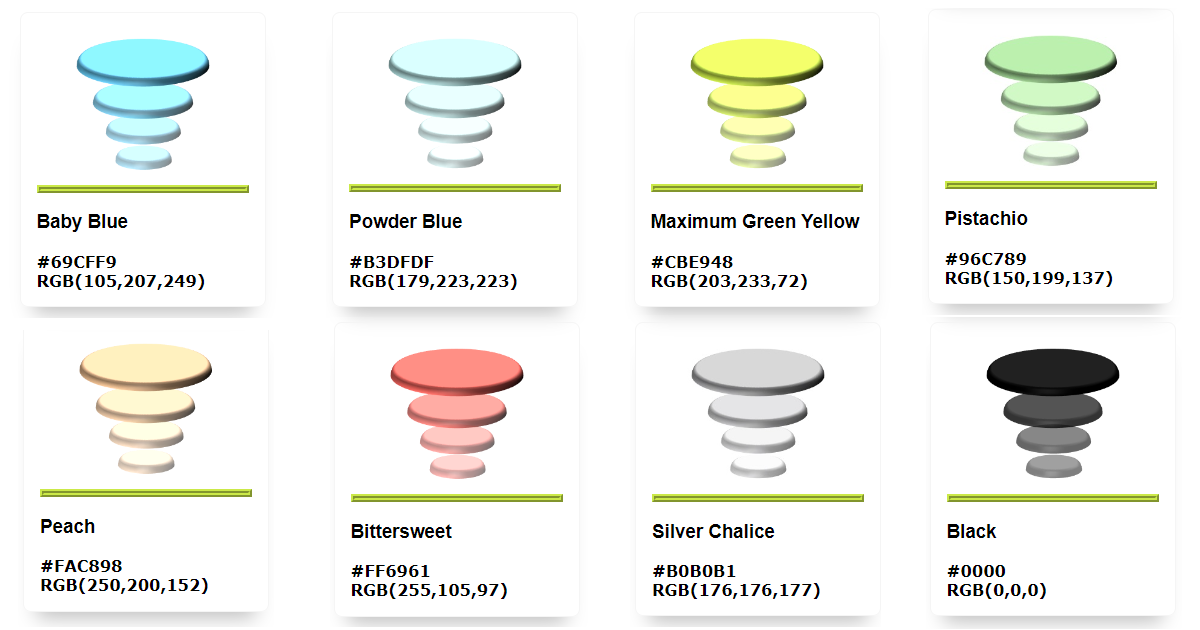 Baby Blue
#69CFF9
RGB(105,207,249)
Powder Blue
#B3DFDF
RGB(179,223,223)
Maximum Green Yellow
#CBE948
RGB(203,233,72)
Pistachio
#96C789
RGB(150,199,137)
Peach
#FAC898
RGB(250,200,152)
Bittersweet
#FF6961
RGB(255,105,97)
Silver Chalice
#B0B0B1
RGB(176,176,177)
Black
#0000
RGB(0,0,0)